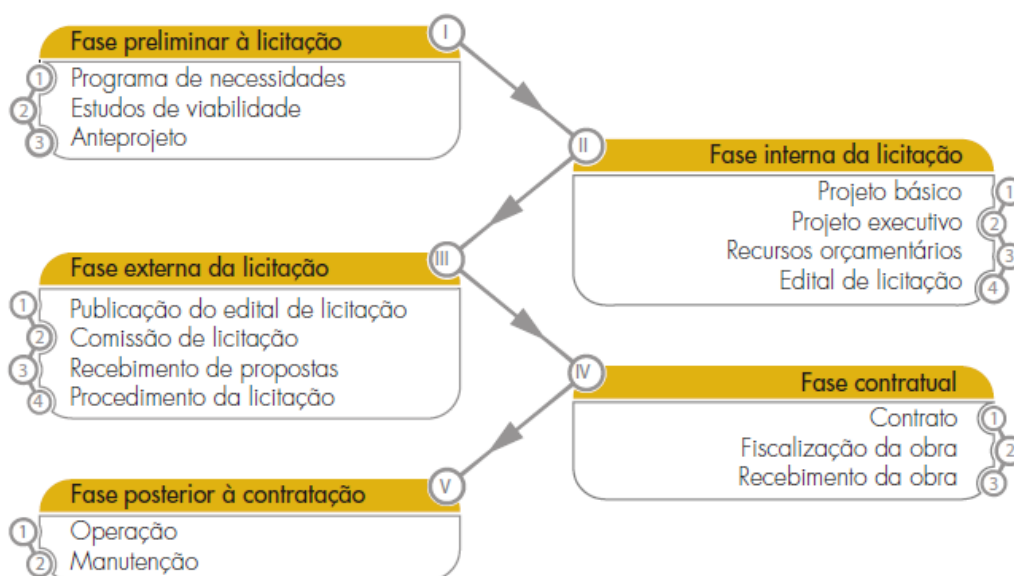 I
Fase preliminar à licitação
1 Programa de necessidades
2 Estudos de viabilidade
3 Anteprojeto
II
Fase interna da licitação
Projeto básico 1
Projeto executivo 2
Recursos orçamentários 3
Edital de licitação 4
III
Fase externa da licitação
1 Publicação do edital de licitação
2 Comissão de licitação
3 Recebimento de propostas
4 Procedimento da licitação
IV
Fase contratual
Contrato 1
Fiscalização da obra 2
Recebimento da obra 3
V
Fase posterior à contratação
1 Operação
2 Manutenção